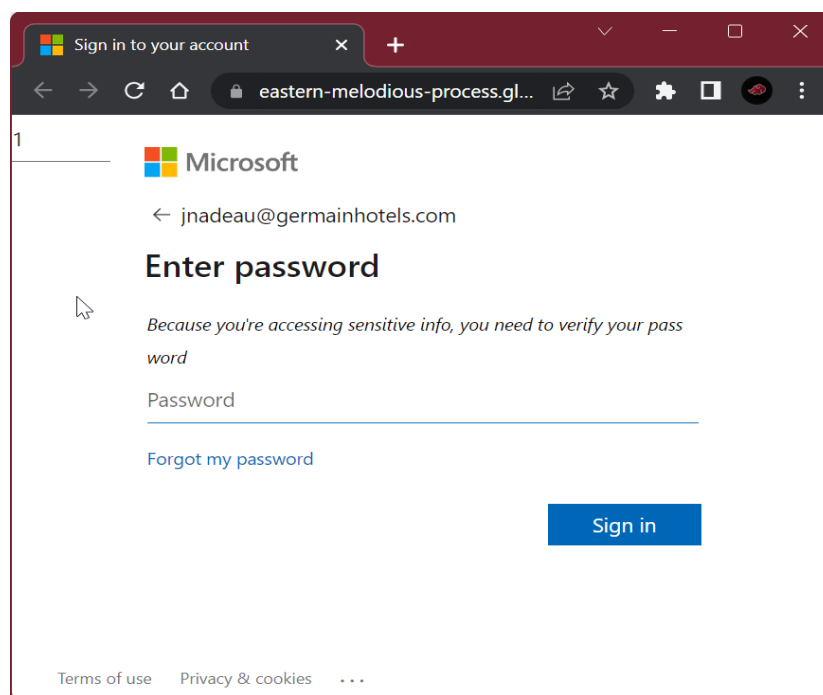 Sign in to your account
eastern-melodious-process.gl...
1
Microsoft
jnadeau@germainhotels.com
Enter password
Because you're accessing sensitive info, you need to verify your pass
word
Password
Forgot my password
Sign in
Terms of use Privacy & cookies ...